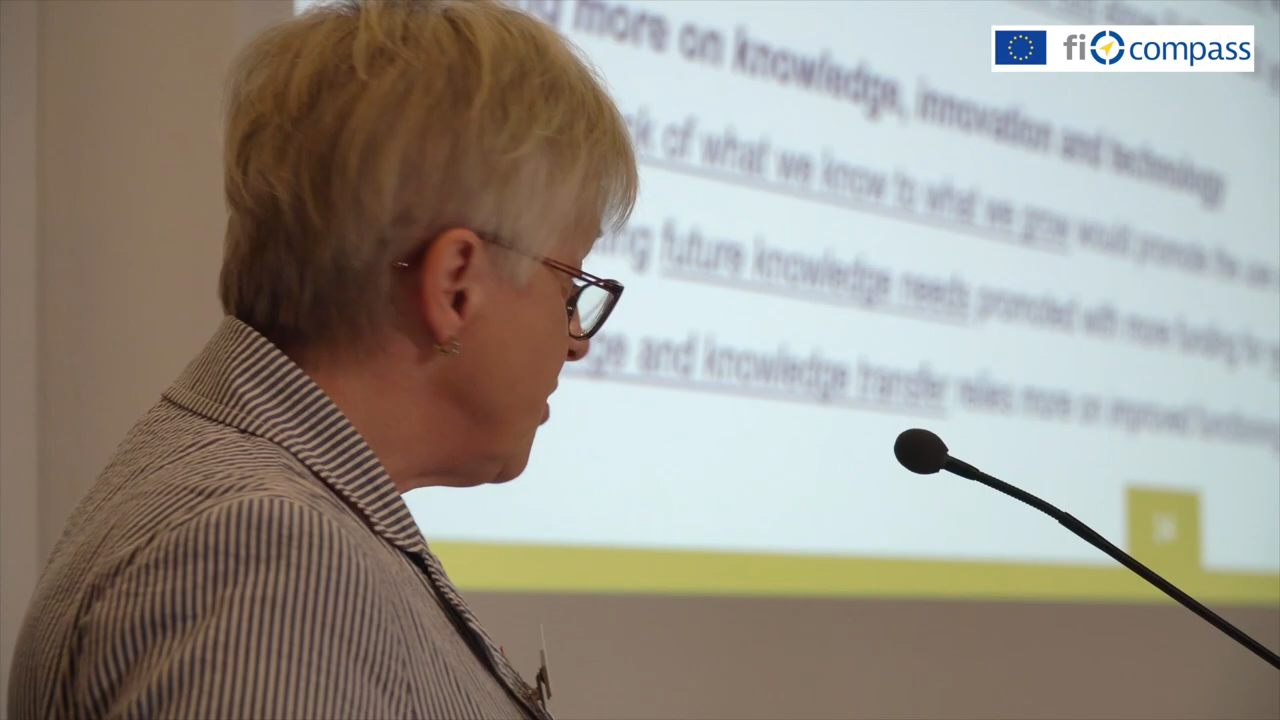 fi compass
more on knowledge, innovation and technology
of what we know to what we grow would promote the use
future knowledge needs promoted with more funding for
and knowledge transfer relies more on improved